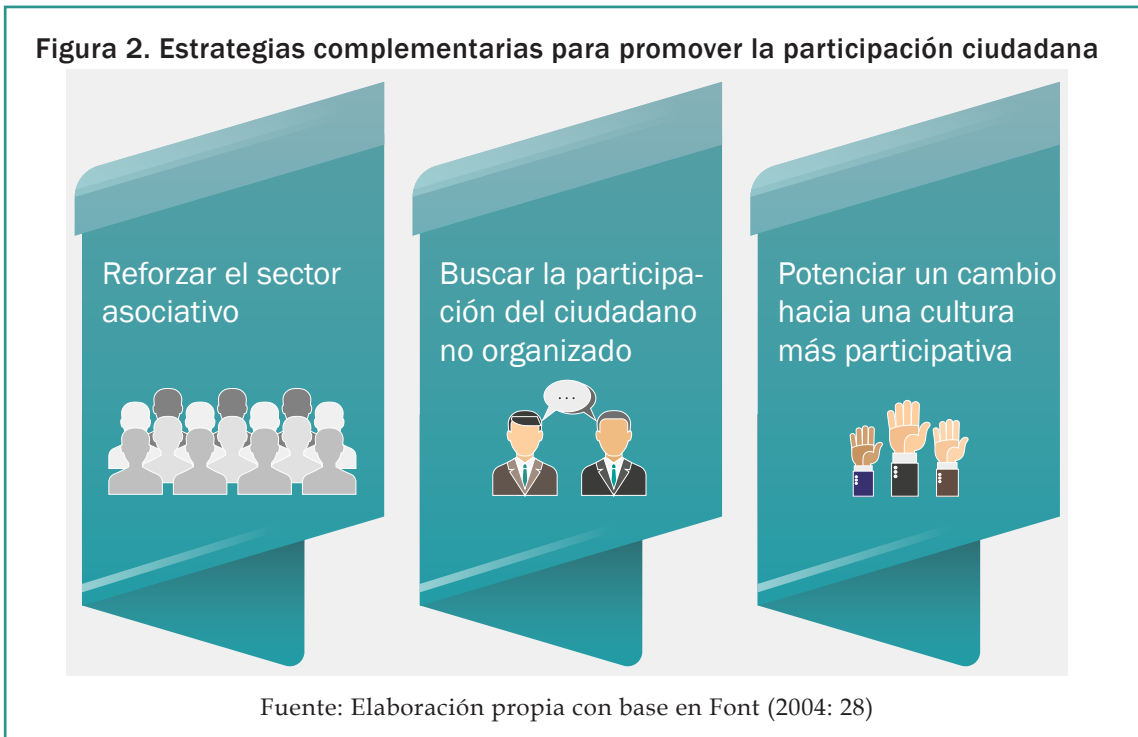 Figura 2. Estrategias complementarias para promover la participación ciudadana
Reforzar el sector
asociativo
Buscar la participa-
ción del ciudadano
no organizado
...
Potenciar un cambio
hacia una cultura
más participativa
Fuente: Elaboración propia con base en Font (2004: 28)